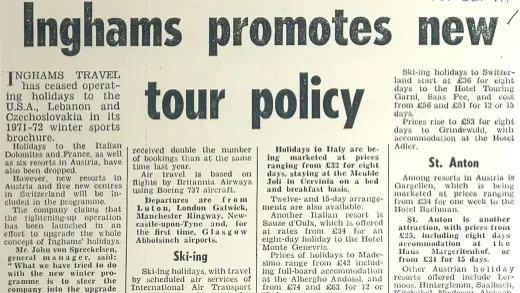 Inghams promotes new
tour policy
INGHAMS TRAVEL
has ceased operat-
ing holidays to the
U.S.A., Lebanon and
Czechoslovakia in its
1971-72 winter sports
brochure.
Holidays to the Italian
Dolomites and France, as well
as six resorts in Austria, have
also been dropped.
However, new resorts in
Austria and five new centres
in Switzerland will be in-
cluded in the programme.
The company claims that
the tightening-up operation
has been launched in an
effort to upgrade the whole
concept of Inghams' holidays.
Mr. John von Spreckelsen,
general manager, said:
"What we have tried to do
with the new winter pro-
gramme is to steer the
company into the upgrade
received double the number
of bookings than at the same
time last year.
Air travel is based on
flights by Britannia Airways
using Boeing 737 aircraft.
Departures are from
Luton, London Gatwick,
Manchester Ringway, New-
castle-upon-Tyne and, for
the first time, Glasgow
Abbotsinch airports.
Ski-ing
Ski-ing holidays, with travel
by scheduled air services of
International Air Transport
Holidays to Italy are be-
ing marketed at prices
ranging from £32 for eight
days, staying at the Meuble
Joli in Cervinia on a bed
and breakfast basis.
Twelve and 15-day arrange-
ments are also available.
Another Italian resort is
Sauze d'Oulx, which is offered
at rates from £34 for an
eight-day holiday to the Hotel
Monte Genevris.
Prices of holidays to Made-
simo range from £42 includ-
ing full-board accommodation
at the Albergho Andossi, and
from £74 and £63 for 12 or
Ski-ing holidays to Switzer-
land start at £36 for eight
days to the Hotel Touring
Garni, Saas Fee, and cost
from £56 and £51 for 12 or 15
days.
Prices rise to £53 for eight
days to Grindewald, with
accommodation at the Hotel
Adler.
St. Anton
Among resorts in Austria is
Gargellen, which is being
marketed at prices ranging
from £34 for one week to the
Hotel Bachman.
St. Anton is another
attraction, with prices from
£25, including eight days
accommodation at the
Haus Margeritenhof, or
from £34 for 15 days.
Other Austrian holiday
resorts offered include Ler-
moos, Hinterglemm, Saalbach,